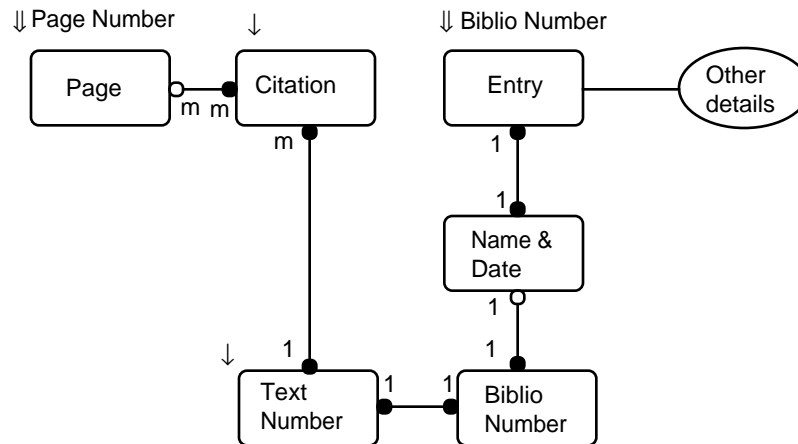 ⇓ Page Number
↓
⇓ Biblio Number
Page
Citation
Entry
Other
details
m
m
m
1
1
Name &
Date
1
1
↓
1
Text
Number
1
1
Biblio
Number